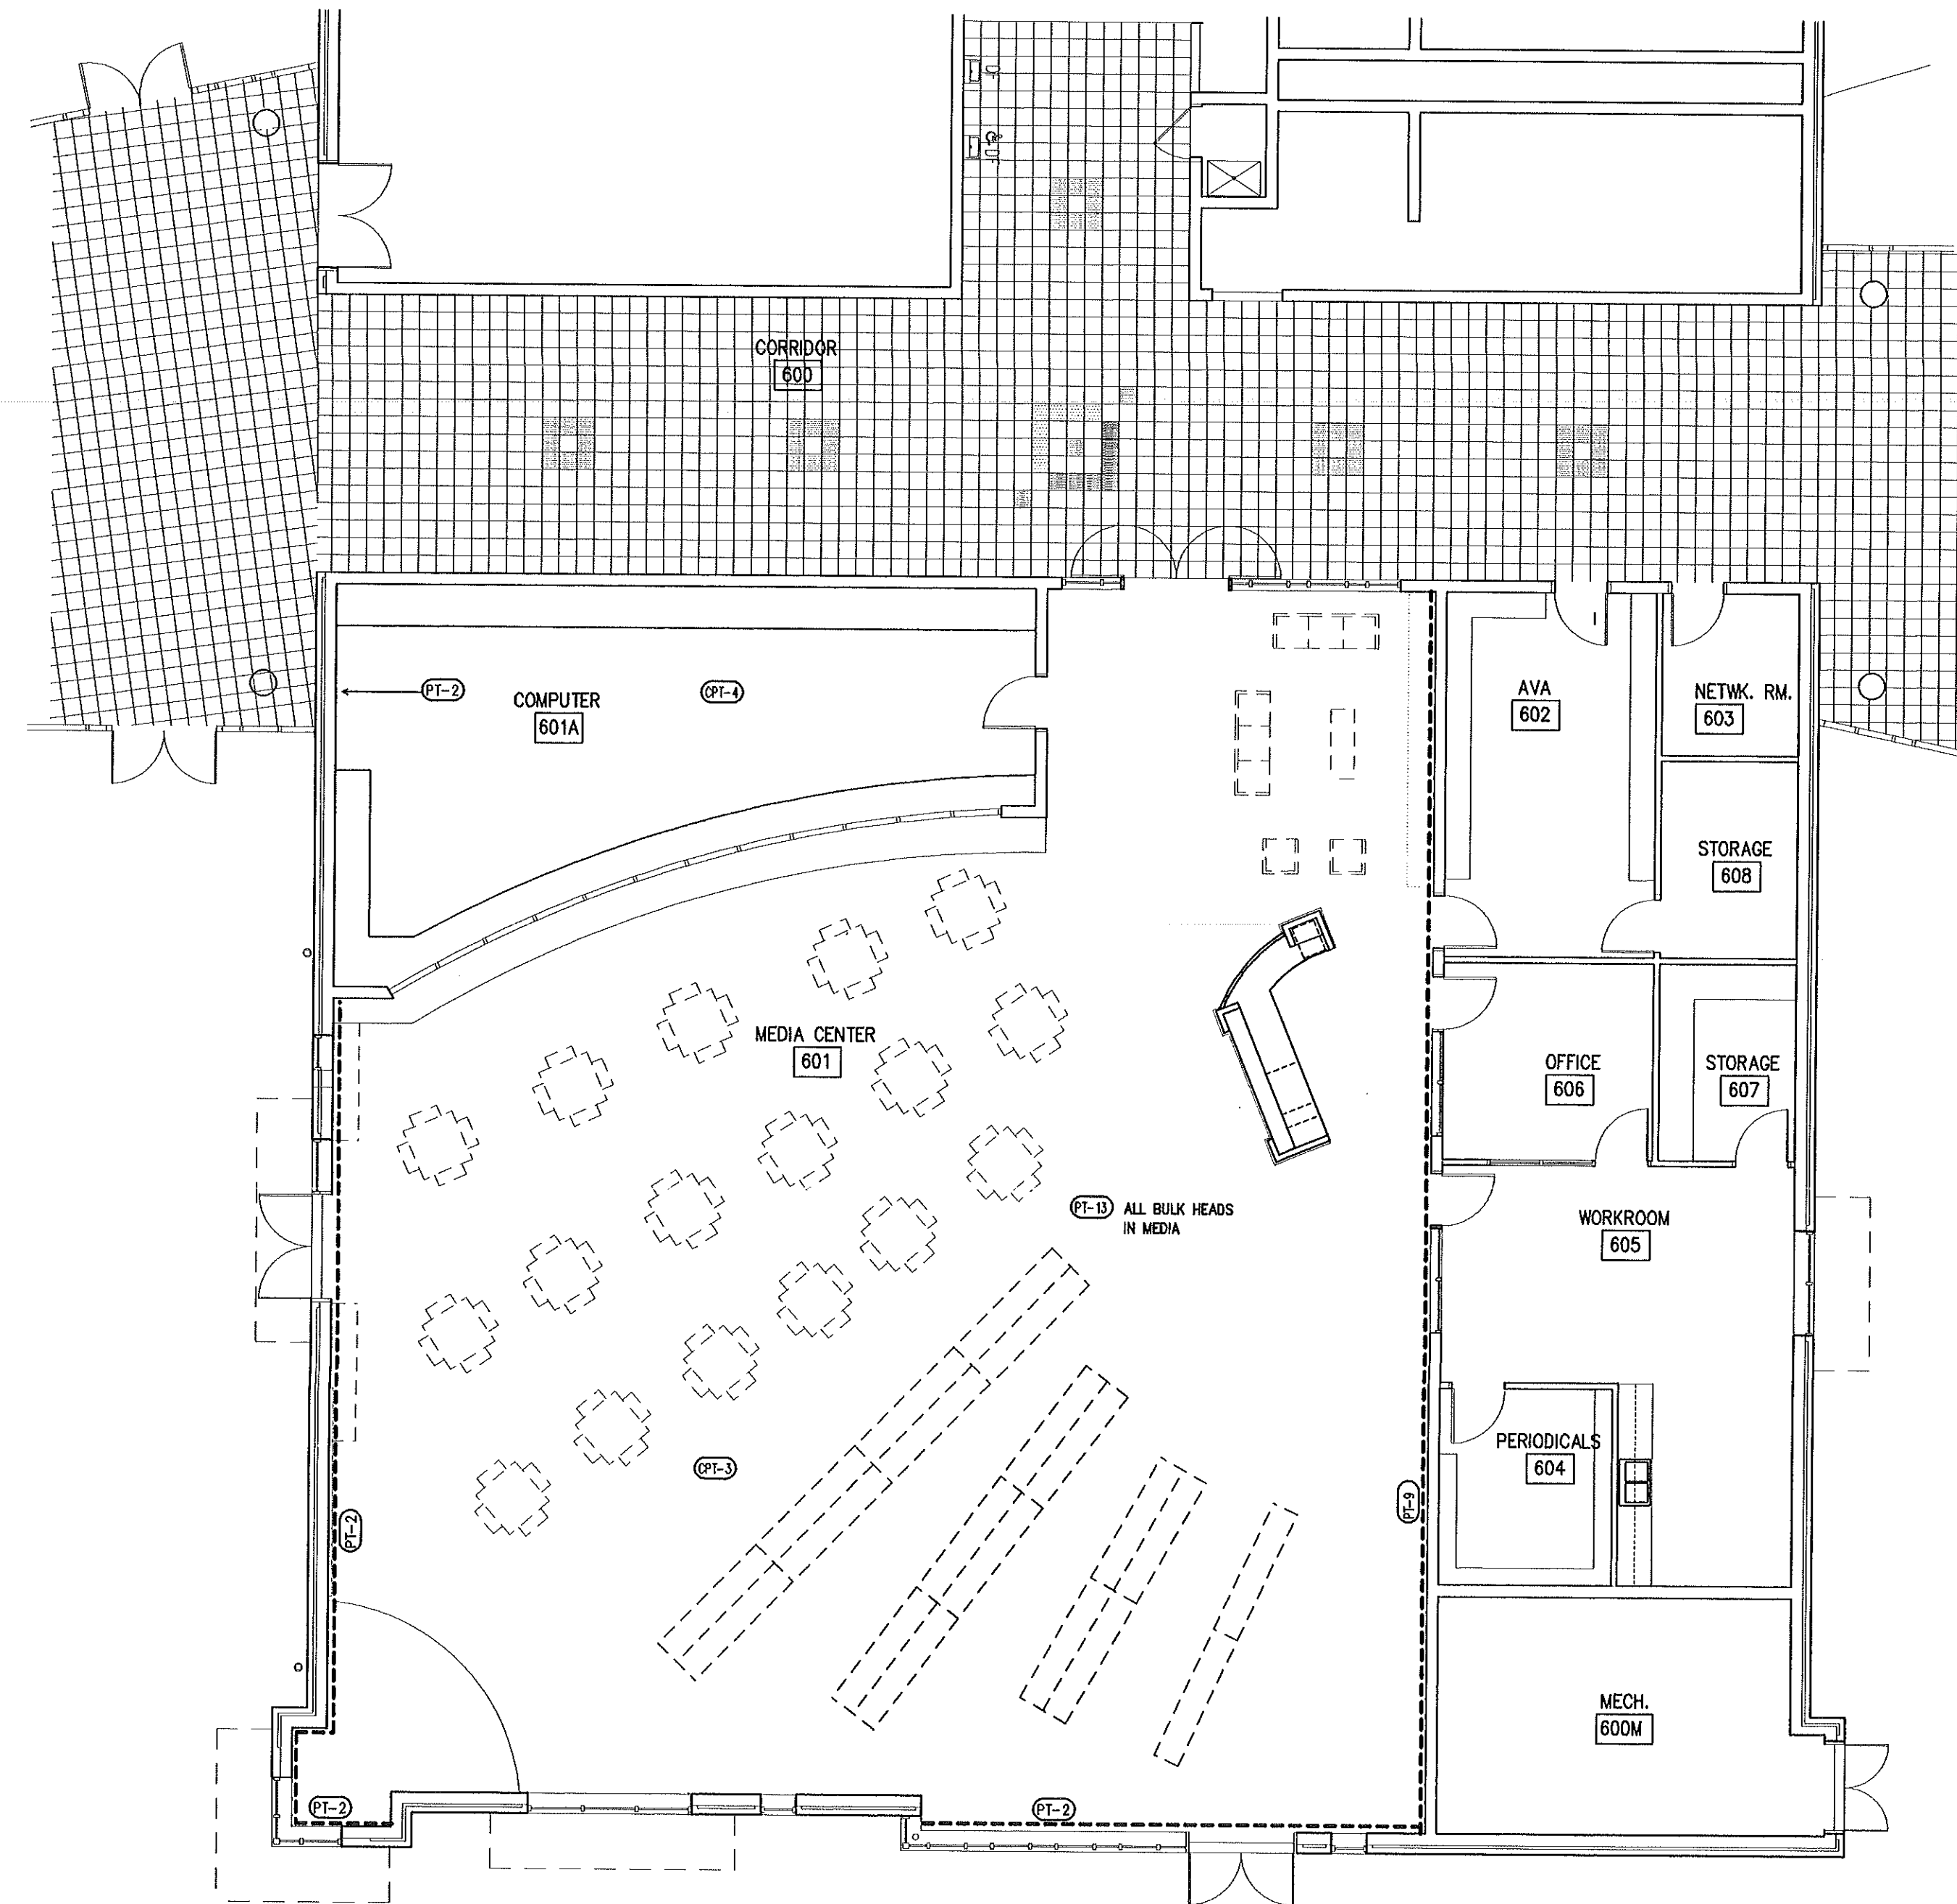 DF
& DF
CORRIDOR
600
PT-2
COMPUTER
601A
CPT-4
AVA
602
NETWK. RM.
603
STORAGE
608
MEDIA CENTER
601
OFFICE
606
STORAGE
607
PT-13 ALL BULK HEADS
IN MEDIA
WORKROOM
605
PERIODICALS
604
CPT-3
PT-9
PT-2
MECH.
600M
PT-2
PT-2